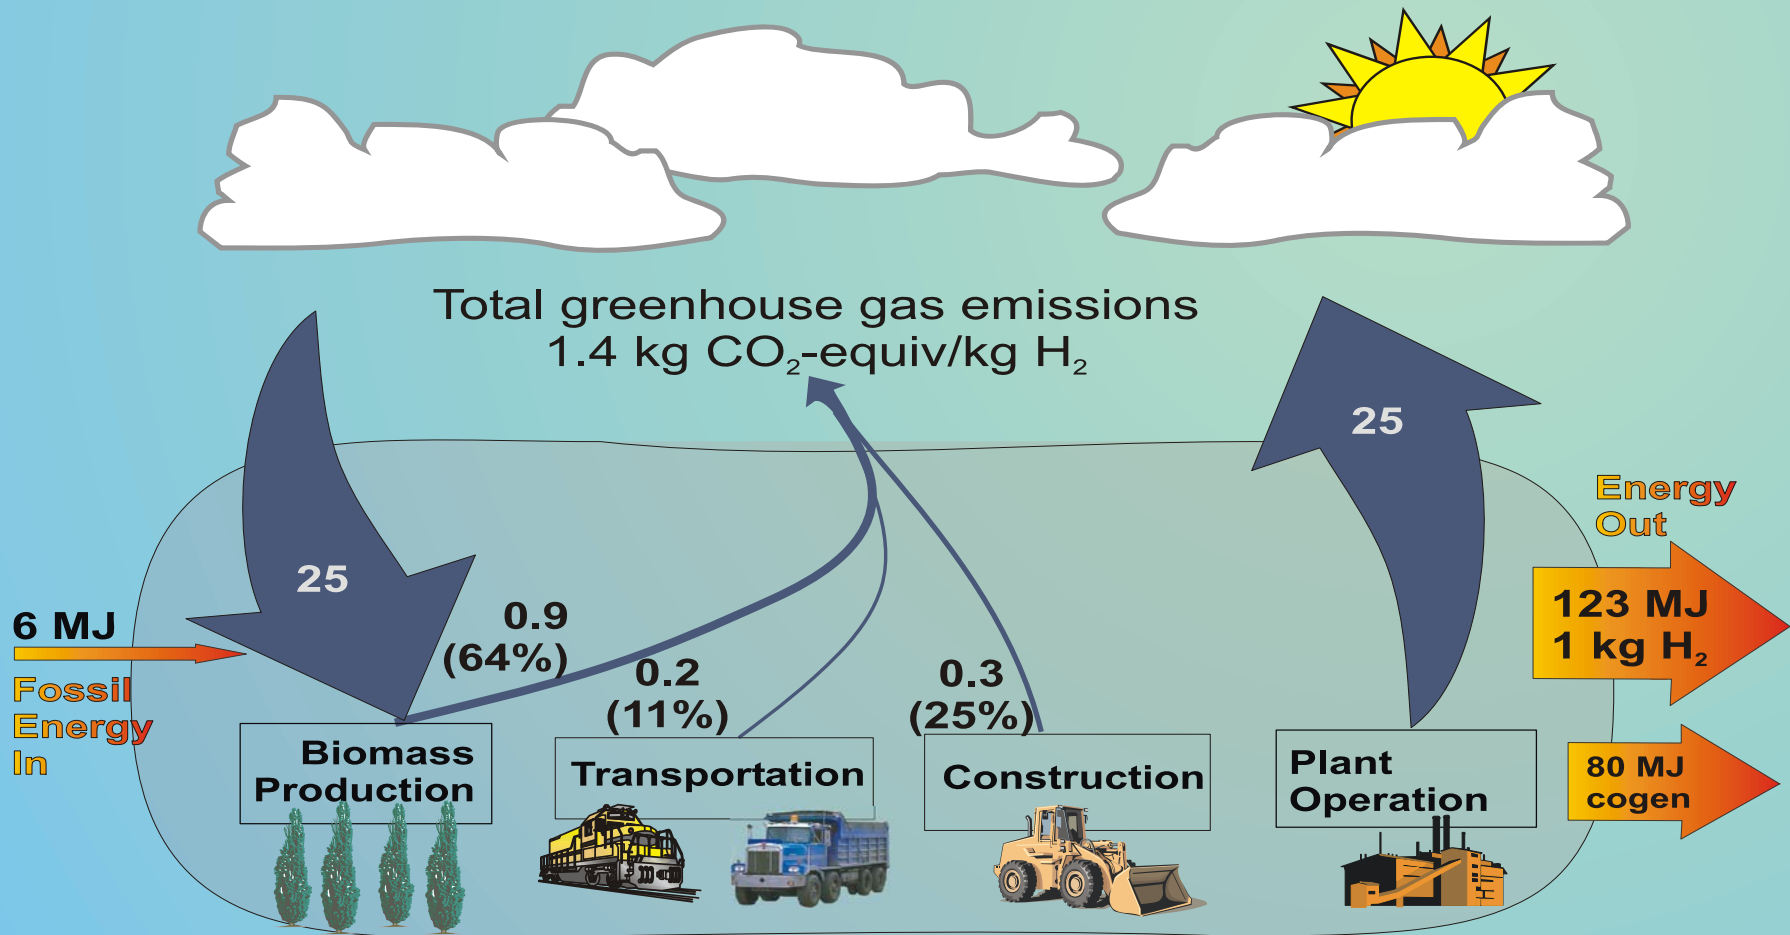 Total greenhouse gas emissions
1.4 kg CO₂-equiv/kg H₂
25
25
Energy
Out
123 MJ
1 kg H₂
6 MJ
Fossil
Energy
In
0.9
(64%)
0.2
(11%)
0.3
(25%)
Biomass
Production
Transportation
Construction
Plant
Operation
80 MJ
cogen